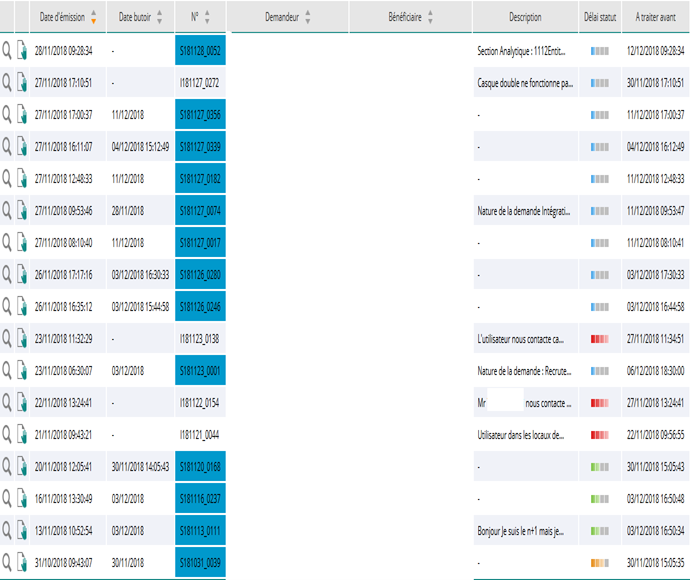 Date d'émission Date butoir N° Demandeur Bénéficiaire Description Délai statut A traiter avant
28/11/2018 09:28:34 - S181128_0052 Section Analytique : 1112Entit... 12/12/2018 09:28:34
27/11/2018 17:10:51 - I181127_0272 Casque double ne fonctionne pa... 30/11/2018 17:10:51
27/11/2018 17:00:37 11/12/2018 S181127_0356 - 11/12/2018 17:00:37
27/11/2018 16:11:07 04/12/2018 15:12:49 S181127_0339 - 04/12/2018 16:12:49
27/11/2018 12:48:33 11/12/2018 S181127_0182 - 11/12/2018 12:48:33
27/11/2018 09:53:46 28/11/2018 S181127_0074 Nature de la demande Intégrati... 11/12/2018 09:53:47
27/11/2018 08:10:40 11/12/2018 S181127_0017 - 11/12/2018 08:10:41
26/11/2018 17:17:16 03/12/2018 16:30:33 S181126_0280 - 03/12/2018 17:30:33
26/11/2018 16:35:12 03/12/2018 15:44:58 S181126_0246 - 03/12/2018 16:44:58
23/11/2018 11:32:29 - I181123_0138 L'utilisateur nous contacte ca... 27/11/2018 11:34:51
23/11/2018 06:30:07 03/12/2018 S181123_0001 Nature de la demande : Recrute... 06/12/2018 18:30:00
22/11/2018 13:24:41 - I181122_0154 Mr nous contacte ... 27/11/2018 13:24:41
21/11/2018 09:43:21 - I181121_0044 Utilisateur dans les locaux de... 22/11/2018 09:56:55
20/11/2018 12:05:41 30/11/2018 14:05:43 S181120_0168 - 30/11/2018 15:05:43
16/11/2018 13:30:49 03/12/2018 S181116_0237 - 03/12/2018 16:50:48
13/11/2018 10:52:54 03/12/2018 S181113_0111 Bonjour Je suis le n+1 mais je... 03/12/2018 16:50:34
31/10/2018 09:43:07 30/11/2018 S181031_0039 - 30/11/2018 15:05:35